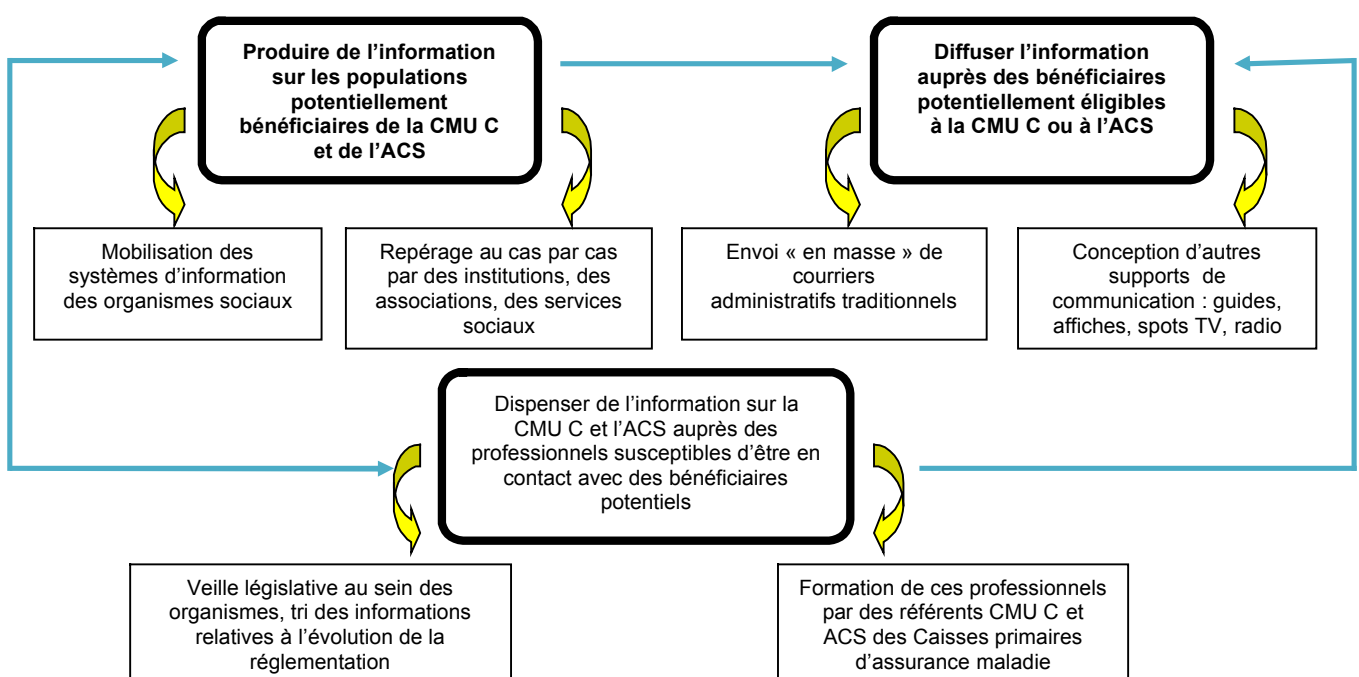 Produire de l’information
sur les populations
potentiellement
bénéficiaires de la CMU C
et de l’ACS
Diffuser l’information
auprès des bénéficiaires
potentiellement éligibles
à la CMU C ou à l’ACS
Mobilisation des
systèmes d’information
des organismes sociaux
Repérage au cas par cas
par des institutions, des
associations, des services
sociaux
Envoi « en masse » de
courriers
administratifs traditionnels
Conception d’autres
supports de
communication : guides,
affiches, spots TV, radio
Dispenser de l’information sur la
CMU C et l’ACS auprès des
professionnels susceptibles d’être en
contact avec des bénéficiaires
potentiels
Veille législative au sein des
organismes, tri des informations
relatives à l’évolution de la
réglementation
Formation de ces professionnels
par des référents CMU C et
ACS des Caisses primaires
d’assurance maladie